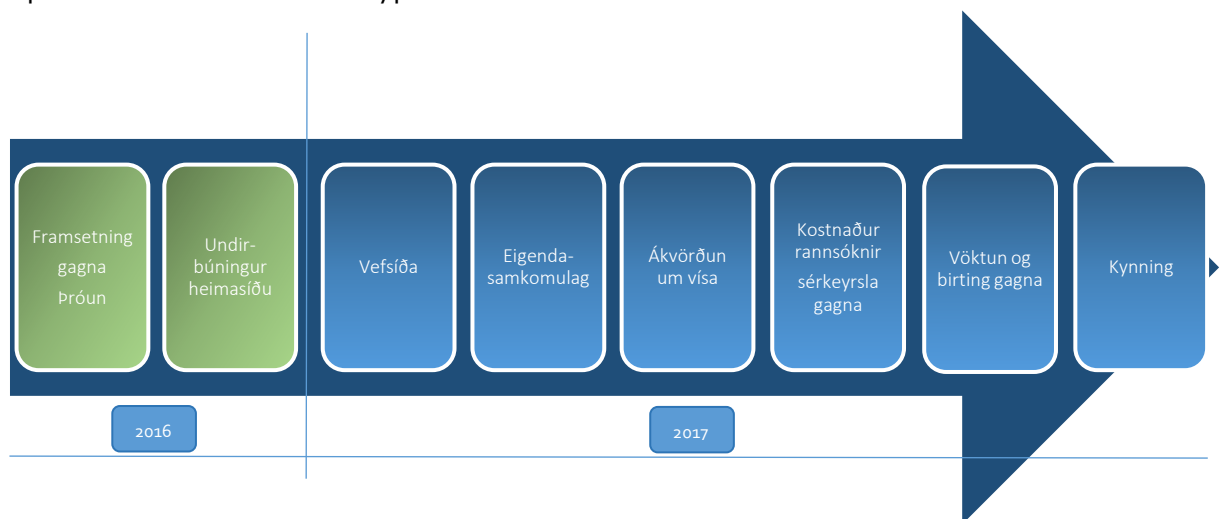 Framsetning
gagna
Þróun
Undir-
búningur
heimasíðu
Vefsíða
Eigenda-
samkomulag
Ákvörðun
um vísa
Kostnaður
rannsóknir
sérkeyrsla
gagna
Vöktun og
birting gagna
Kynning
2016
2017